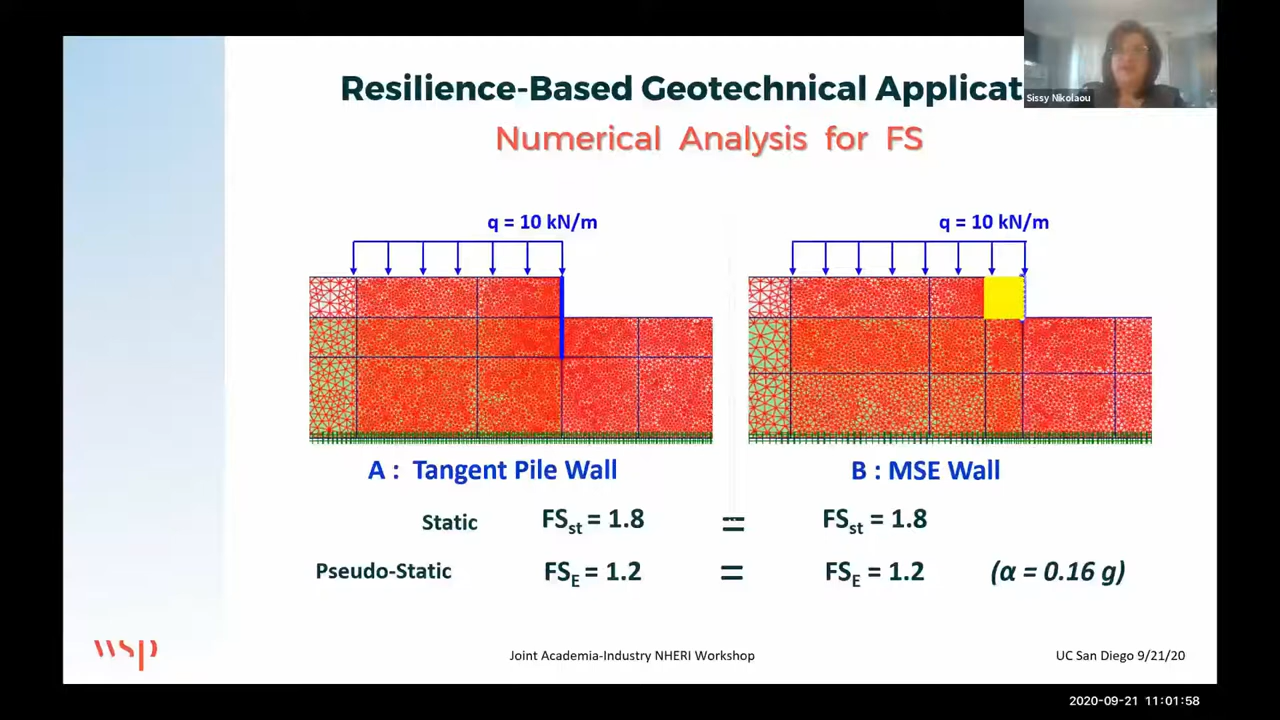 Resilience-Based Geotechnical Applicat
Sissy Nikolaou
Numerical Analysis for FS
q = 10 kN/m
q = 10 kN/m
A : Tangent Pile Wall
B : MSE Wall
Static FSst = 1.8 = FSst = 1.8
Pseudo-Static FSE = 1.2 = FSE = 1.2 (α = 0.16 g)
wsp
Joint Academia-Industry NHERI Workshop
UC San Diego 9/21/20
2020-09-21 11:01:58